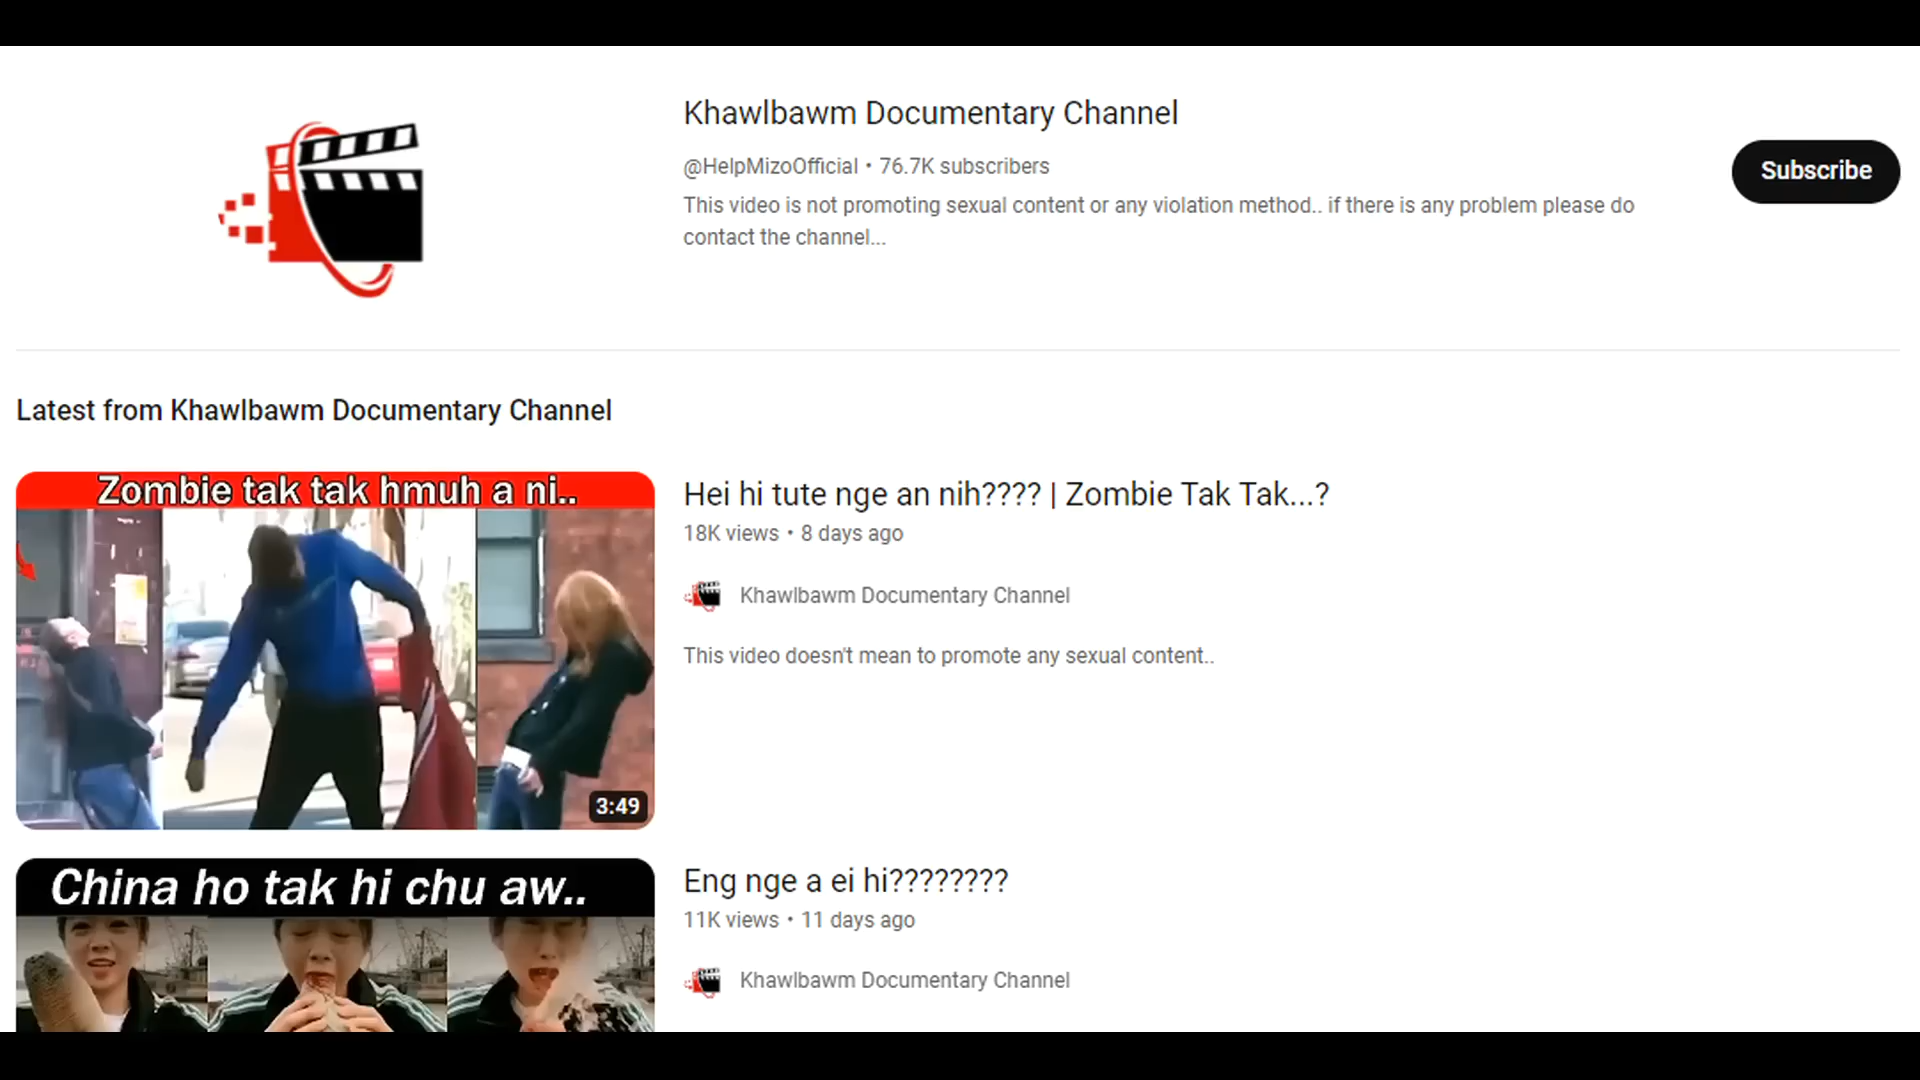 Khawlbawm Documentary Channel
@HelpMizoOfficial • 76.7K subscribers
This video is not promoting sexual content or any violation method.. if there is any problem please do
contact the channel...
Subscribe
Latest from Khawlbawm Documentary Channel
Zombie tak tak hmuh a ni..
3:49
Hei hi tute nge an nih???? | Zombie Tak Tak...?
18K views • 8 days ago
Khawlbawm Documentary Channel
This video doesn't mean to promote any sexual content..
China ho tak hi chu aw..
Eng nge a ei hi????????
11K views • 11 days ago
Khawlbawm Documentary Channel